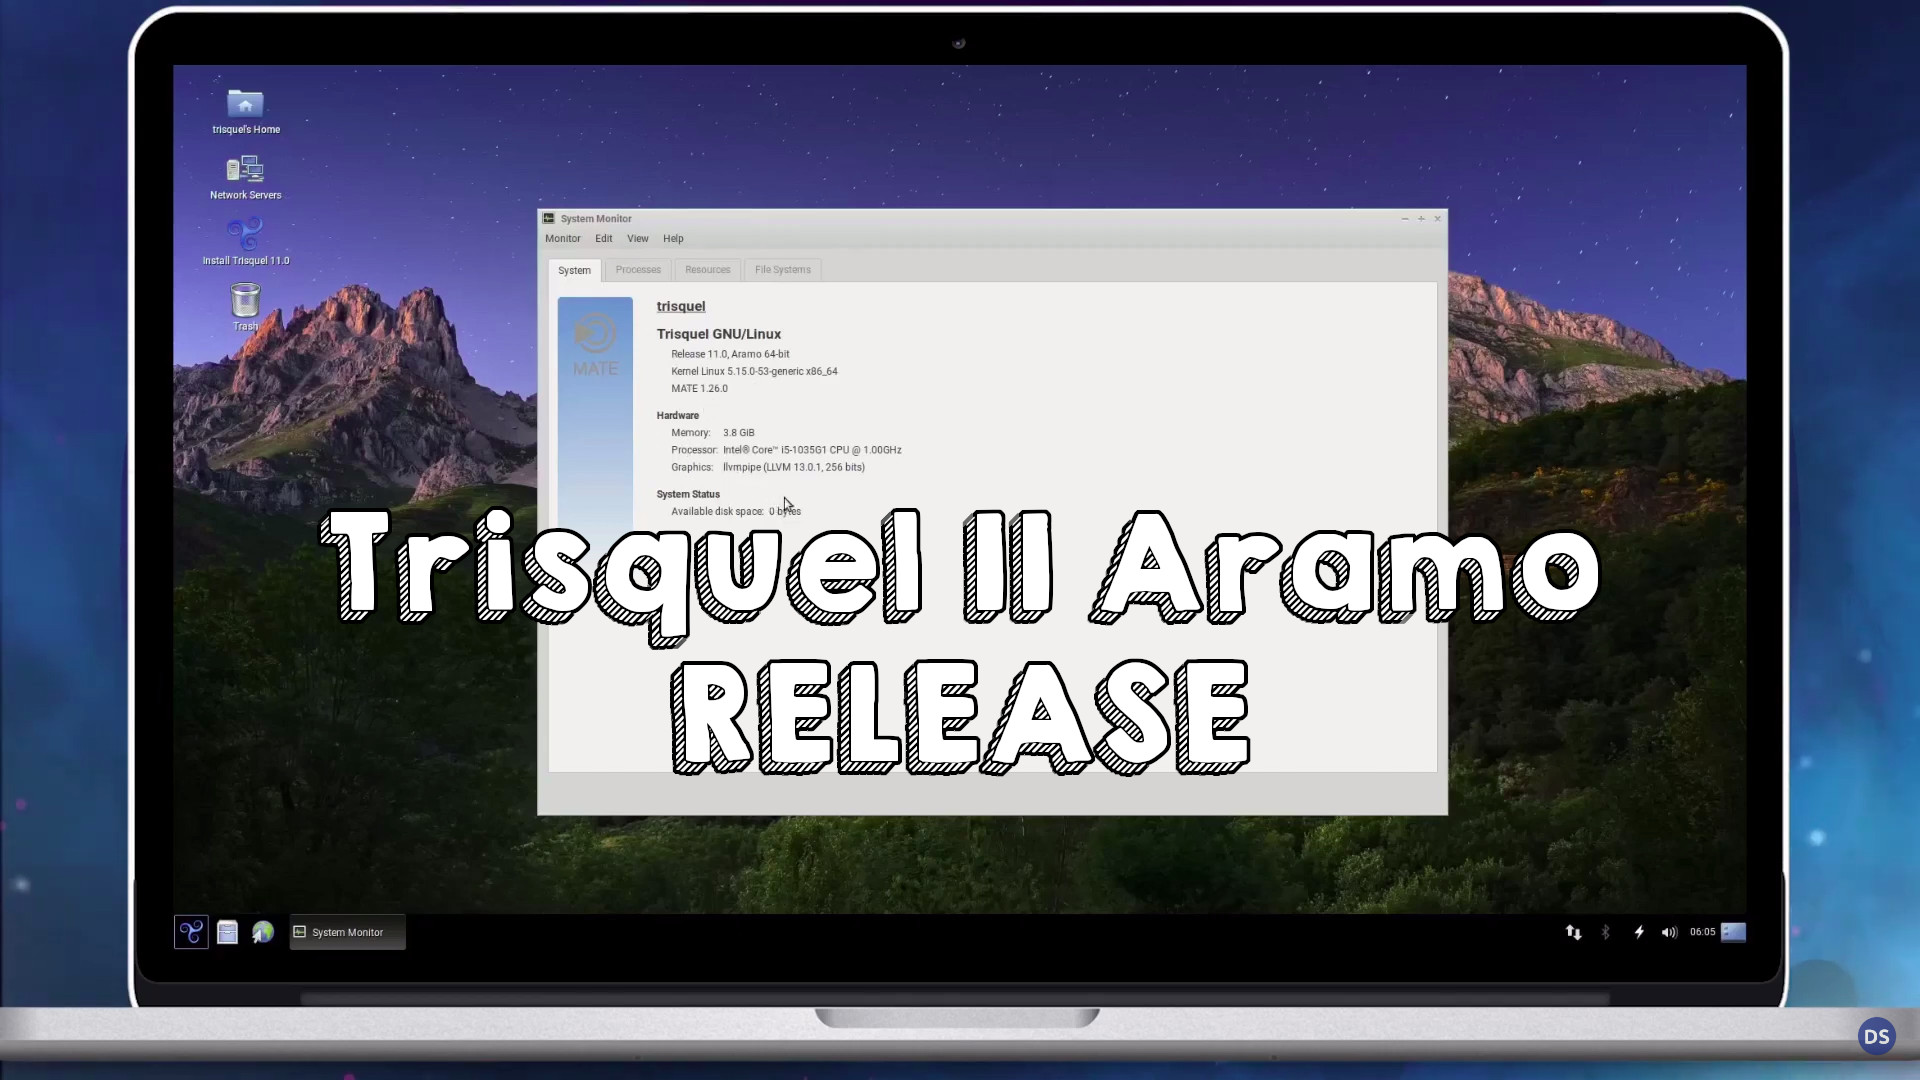 trisquel's Home
Network Servers
Install Trisquel 11.0
Trash
System Monitor
Monitor Edit View Help
System Processes Resources File Systems
MATE
trisquel
Trisquel GNU/Linux
Release 11.0, Aramo 64-bit
Kernel Linux 5.15.0-53-generic x86_64
MATE 1.26.0
Hardware
Memory: 3.8 GiB
Processor: Intel® Core™ i5-1035G1 CPU @ 1.00GHz
Graphics: llvmpipe (LLVM 13.0.1, 256 bits)
System Status
Available disk space: 0 bytes
Trisquel 11 Aramo
RELEASE
System Monitor
06:05
DS